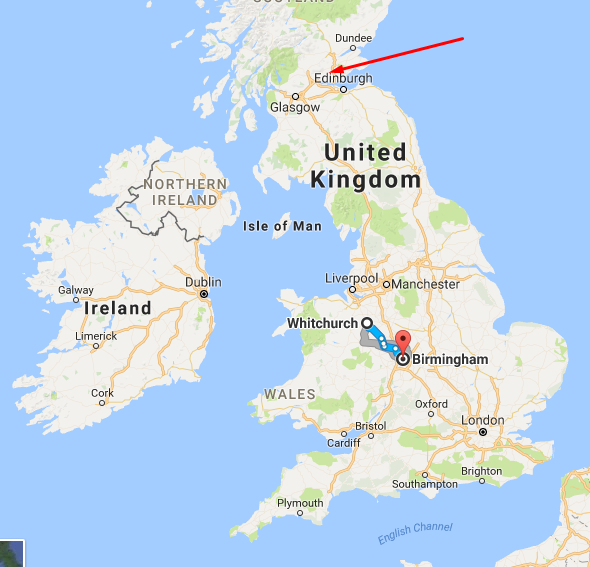 SCOTLAND
Dundee
Edinburgh
Glasgow
United
Kingdom
NORTHERN
IRELAND
Isle of Man
Liverpool
Manchester
Dublin
Galway
Ireland
Whitchurch
Limerick
Birmingham
Cork
WALES
Oxford
London
Bristol
Cardiff
Brighton
Southampton
Plymouth
English Channel